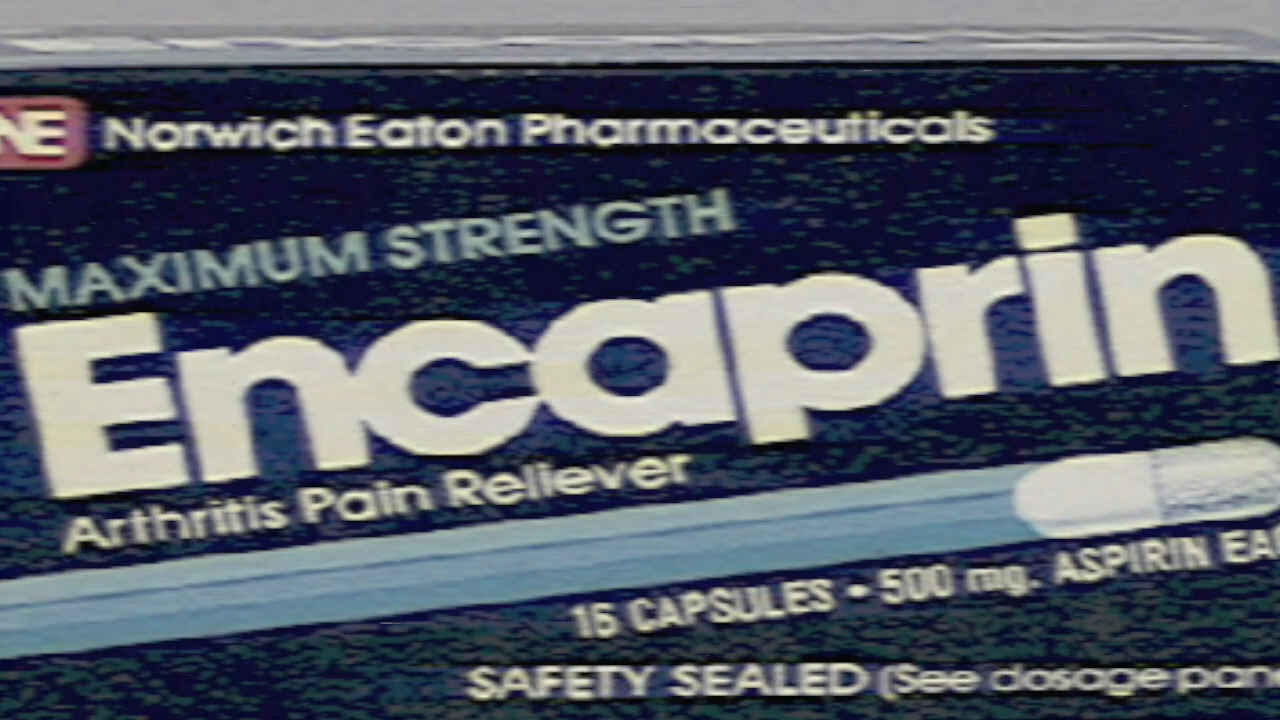 NE Norwich Eaton Pharmaceuticals
MAXIMUM STRENGTH
Encaprin
Arthritis Pain Reliever
16 CAPSULES • 500 mg. ASPIRIN EA
SAFETY SEALED (See dosage pan